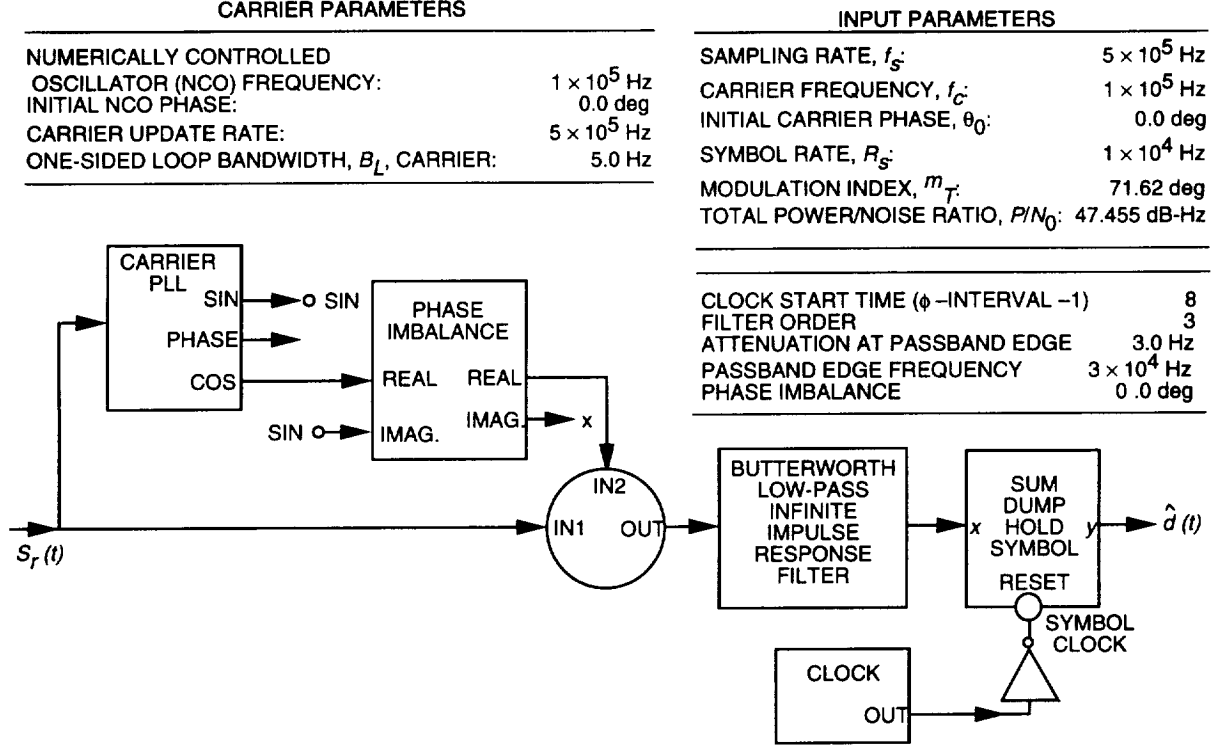 CARRIER PARAMETERS
NUMERICALLY CONTROLLED
OSCILLATOR (NCO) FREQUENCY: 1 × 10⁵ Hz
INITIAL NCO PHASE: 0.0 deg
CARRIER UPDATE RATE: 5 × 10⁵ Hz
ONE-SIDED LOOP BANDWIDTH, B_L, CARRIER: 5.0 Hz
INPUT PARAMETERS
SAMPLING RATE, f_s: 5 × 10⁵ Hz
CARRIER FREQUENCY, f_c: 1 × 10⁵ Hz
INITIAL CARRIER PHASE, θ₀: 0.0 deg
SYMBOL RATE, R_s: 1 × 10⁴ Hz
MODULATION INDEX, m_T: 71.62 deg
TOTAL POWER/NOISE RATIO, P/N₀: 47.455 dB-Hz
CLOCK START TIME (ϕ –INTERVAL –1) 8
FILTER ORDER 3
ATTENUATION AT PASSBAND EDGE 3.0 Hz
PASSBAND EDGE FREQUENCY 3 × 10⁴ Hz
PHASE IMBALANCE 0 .0 deg
CARRIER
PLL
SIN
PHASE
COS
SIN
PHASE
IMBALANCE
REAL REAL
IMAG. IMAG.
x
SIN
S_r (t)
IN1
IN2
OUT
BUTTERWORTH
LOW-PASS
INFINITE
IMPULSE
RESPONSE
FILTER
SUM
DUMP
HOLD
SYMBOL
x
y
RESET
d̂ (t)
SYMBOL
CLOCK
CLOCK
OUT